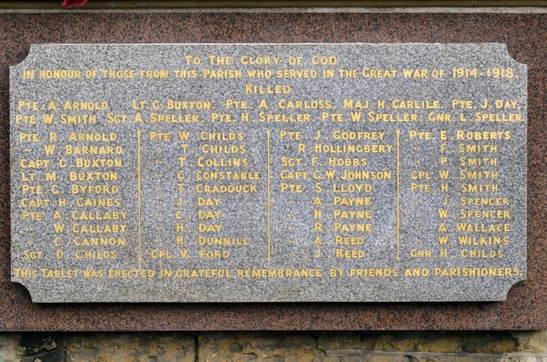 TO THE GLORY OF GOD
IN HONOUR OF THOSE FROM THIS PARISH WHO SERVED IN THE GREAT WAR OF 1914-1918.
KILLED
PTE. A. ARNOLD. LT. G. BUXTON. PTE. A. CARLOSS. MAJ. H. CARLILE. PTE. J. DAY.
PTE. W. SMITH. SGT. A. SPELLER. PTE. H. SPELLER. PTE. W. SPELLER. GNR. L. SPELLER.
PTE. R. ARNOLD
" W. BARNARD
CAPT. C. BUXTON
LT. M. BUXTON
PTE. C. BYFORD
CAPT. H. CAINES
PTE. A. CALLABY
" W. CALLABY
" C. CANNON
SGT. D. CHILDS
PTE. W. CHILDS
" T. CHILDS
" T. COLLINS
" G. CONSTABLE
" T. CRADDUCK
" J. DAY
" C. DAY
" H. DAY
" R. DUNNILL
CPL. V. FORD
PTE. J. GODFREY
" R. HOLLINGBERY
SGT. F. HOBBS
CAPT. C.W. JOHNSON
PTE. S. LLOYD
" A. PAYNE
" H. PAYNE
" R. PAYNE
" A. REED
" J. REED
PTE. E. ROBERTS
" F. SMITH
" P. SMITH
CPL. W. SMITH
PTE. H. SMITH
" J. SPENCER
" W. SPENCER
" A. WALLACE
" W. WILKINS
GNR. H. CHILDS
THIS TABLET WAS ERECTED IN GRATEFUL REMEMBRANCE BY FRIENDS AND PARISHIONERS.